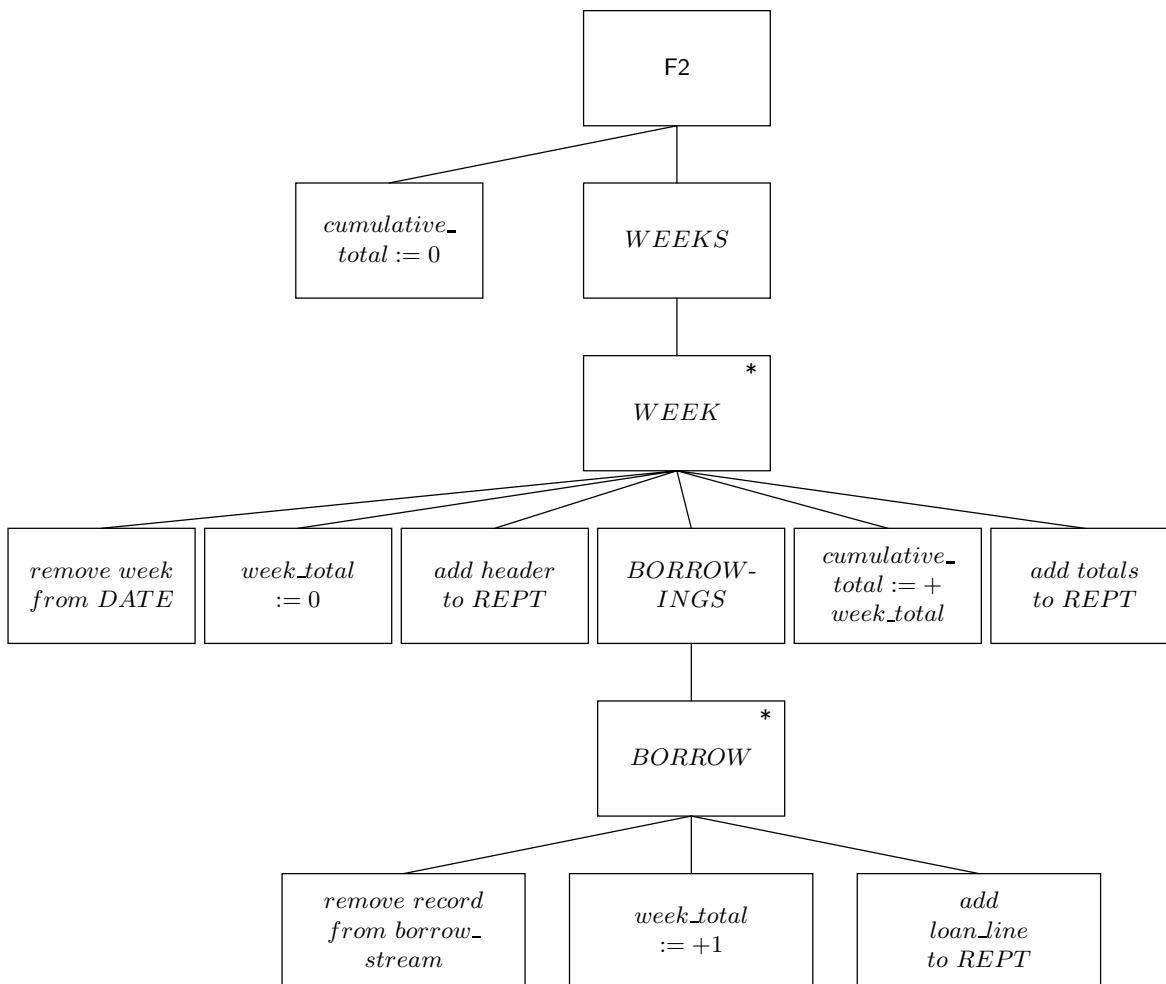 F2
cumulative_
total := 0
WEEKS
*
WEEK
remove week
from DATE
week_total
:= 0
add header
to REPT
BORROW-
INGS
cumulative_
total := +
week_total
add totals
to REPT
*
BORROW
remove record
from borrow_
stream
week_total
:= +1
add
loan_line
to REPT